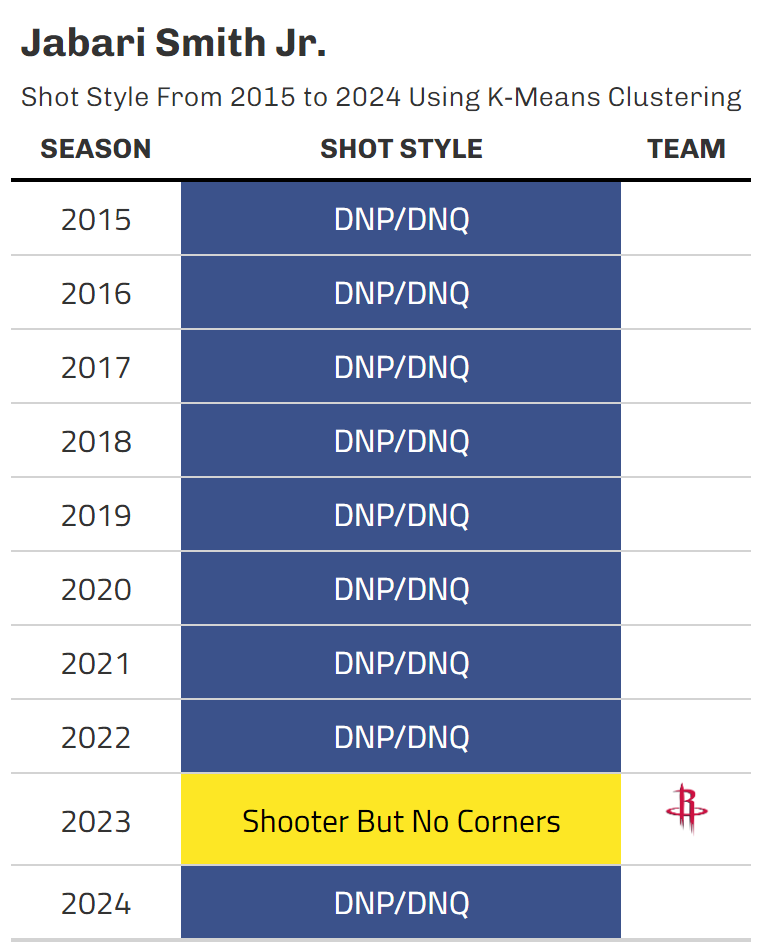 Jabari Smith Jr.
Shot Style From 2015 to 2024 Using K-Means Clustering
SEASON SHOT STYLE TEAM
2015 DNP/DNQ
2016 DNP/DNQ
2017 DNP/DNQ
2018 DNP/DNQ
2019 DNP/DNQ
2020 DNP/DNQ
2021 DNP/DNQ
2022 DNP/DNQ
2023 Shooter But No Corners R
2024 DNP/DNQ